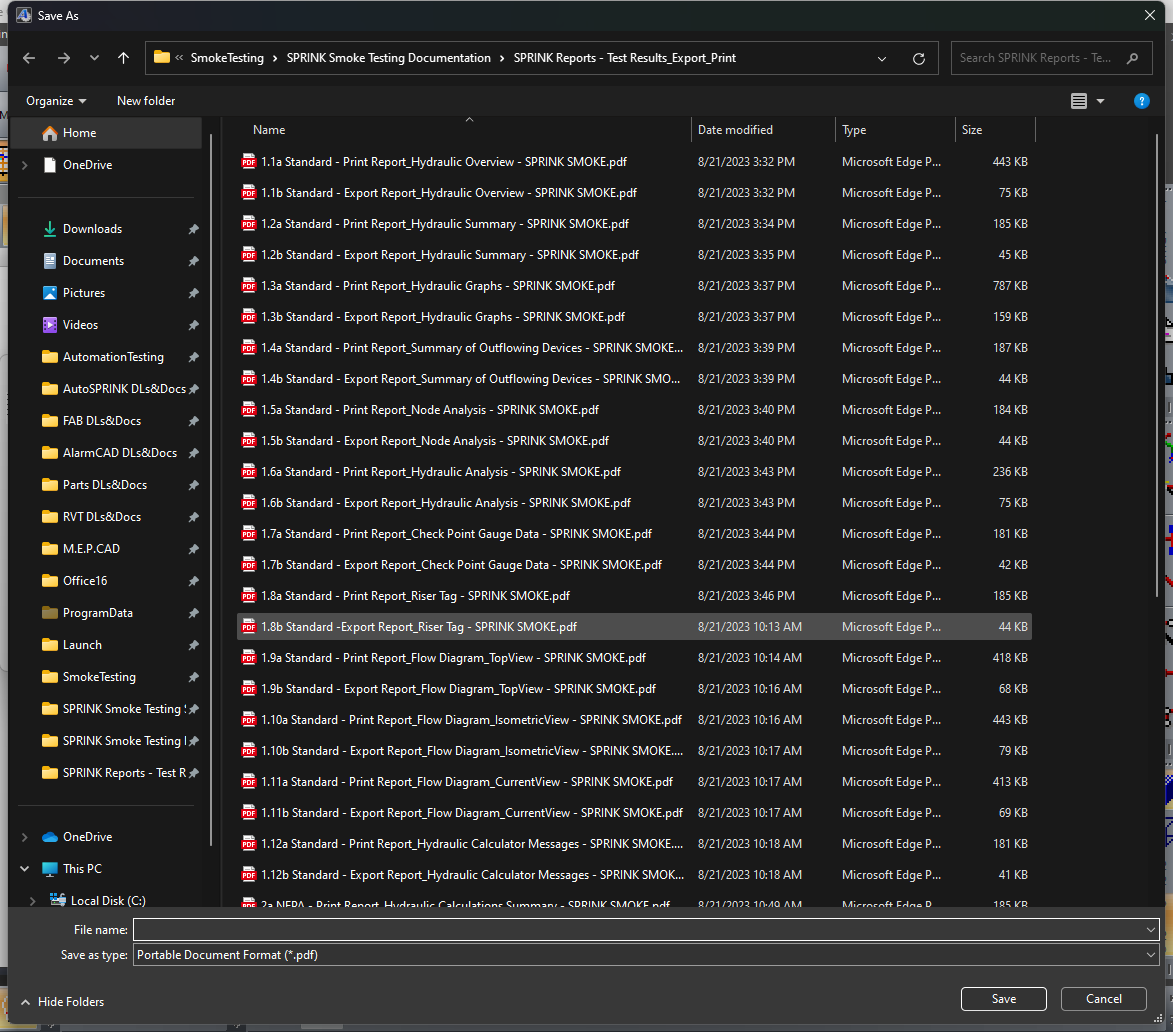 Save As
« SmokeTesting › SPRINK Smoke Testing Documentation › SPRINK Reports - Test Results_Export_Print
Search SPRINK Reports - Te...
Organize
New folder
?
Name Date modified Type Size
Home
OneDrive
Downloads
Documents
Pictures
Videos
AutomationTesting
AutoSPRINK DLs&Docs
FAB DLs&Docs
AlarmCAD DLs&Docs
Parts DLs&Docs
RVT DLs&Docs
M.E.P.CAD
Office16
ProgramData
Launch
SmokeTesting
SPRINK Smoke Testing
SPRINK Smoke Testing
SPRINK Reports - Test R
OneDrive
This PC
Local Disk (C:)
PDF 1.1a Standard - Print Report_Hydraulic Overview - SPRINK SMOKE.pdf 8/21/2023 3:32 PM Microsoft Edge P... 443 KB
PDF 1.1b Standard - Export Report_Hydraulic Overview - SPRINK SMOKE.pdf 8/21/2023 3:32 PM Microsoft Edge P... 75 KB
PDF 1.2a Standard - Print Report_Hydraulic Summary - SPRINK SMOKE.pdf 8/21/2023 3:34 PM Microsoft Edge P... 185 KB
PDF 1.2b Standard - Export Report_Hydraulic Summary - SPRINK SMOKE.pdf 8/21/2023 3:35 PM Microsoft Edge P... 45 KB
PDF 1.3a Standard - Print Report_Hydraulic Graphs - SPRINK SMOKE.pdf 8/21/2023 3:37 PM Microsoft Edge P... 787 KB
PDF 1.3b Standard - Export Report_Hydraulic Graphs - SPRINK SMOKE.pdf 8/21/2023 3:37 PM Microsoft Edge P... 159 KB
PDF 1.4a Standard - Print Report_Summary of Outflowing Devices - SPRINK SMOKE... 8/21/2023 3:39 PM Microsoft Edge P... 187 KB
PDF 1.4b Standard - Export Report_Summary of Outflowing Devices - SPRINK SMO... 8/21/2023 3:39 PM Microsoft Edge P... 44 KB
PDF 1.5a Standard - Print Report_Node Analysis - SPRINK SMOKE.pdf 8/21/2023 3:40 PM Microsoft Edge P... 184 KB
PDF 1.5b Standard - Export Report_Node Analysis - SPRINK SMOKE.pdf 8/21/2023 3:40 PM Microsoft Edge P... 44 KB
PDF 1.6a Standard - Print Report_Hydraulic Analysis - SPRINK SMOKE.pdf 8/21/2023 3:43 PM Microsoft Edge P... 236 KB
PDF 1.6b Standard - Export Report_Hydraulic Analysis - SPRINK SMOKE.pdf 8/21/2023 3:43 PM Microsoft Edge P... 75 KB
PDF 1.7a Standard - Print Report_Check Point Gauge Data - SPRINK SMOKE.pdf 8/21/2023 3:44 PM Microsoft Edge P... 181 KB
PDF 1.7b Standard - Export Report_Check Point Gauge Data - SPRINK SMOKE.pdf 8/21/2023 3:44 PM Microsoft Edge P... 42 KB
PDF 1.8a Standard - Print Report_Riser Tag - SPRINK SMOKE.pdf 8/21/2023 3:46 PM Microsoft Edge P... 185 KB
PDF 1.8b Standard -Export Report_Riser Tag - SPRINK SMOKE.pdf 8/21/2023 10:13 AM Microsoft Edge P... 44 KB
PDF 1.9a Standard - Print Report_Flow Diagram_TopView - SPRINK SMOKE.pdf 8/21/2023 10:14 AM Microsoft Edge P... 418 KB
PDF 1.9b Standard - Export Report_Flow Diagram_TopView - SPRINK SMOKE.pdf 8/21/2023 10:16 AM Microsoft Edge P... 68 KB
PDF 1.10a Standard - Print Report_Flow Diagram_IsometricView - SPRINK SMOKE.pdf 8/21/2023 10:16 AM Microsoft Edge P... 443 KB
PDF 1.10b Standard - Export Report_Flow Diagram_IsometricView - SPRINK SMOKE.... 8/21/2023 10:17 AM Microsoft Edge P... 79 KB
PDF 1.11a Standard - Print Report_Flow Diagram_CurrentView - SPRINK SMOKE.pdf 8/21/2023 10:17 AM Microsoft Edge P... 413 KB
PDF 1.11b Standard - Export Report_Flow Diagram_CurrentView - SPRINK SMOKE.pdf 8/21/2023 10:17 AM Microsoft Edge P... 69 KB
PDF 1.12a Standard - Print Report_Hydraulic Calculator Messages - SPRINK SMOKE.... 8/21/2023 10:18 AM Microsoft Edge P... 181 KB
PDF 1.12b Standard - Export Report_Hydraulic Calculator Messages - SPRINK SMOK... 8/21/2023 10:18 AM Microsoft Edge P... 41 KB
PDF 2a NFPA - Print Report_Hydraulic Calculations Summary - SPRINK SMOKE.pdf 8/21/2023 10:49 AM Microsoft Edge P... 185 KB
File name:
Save as type: Portable Document Format (*.pdf)
Hide Folders
Save
Cancel